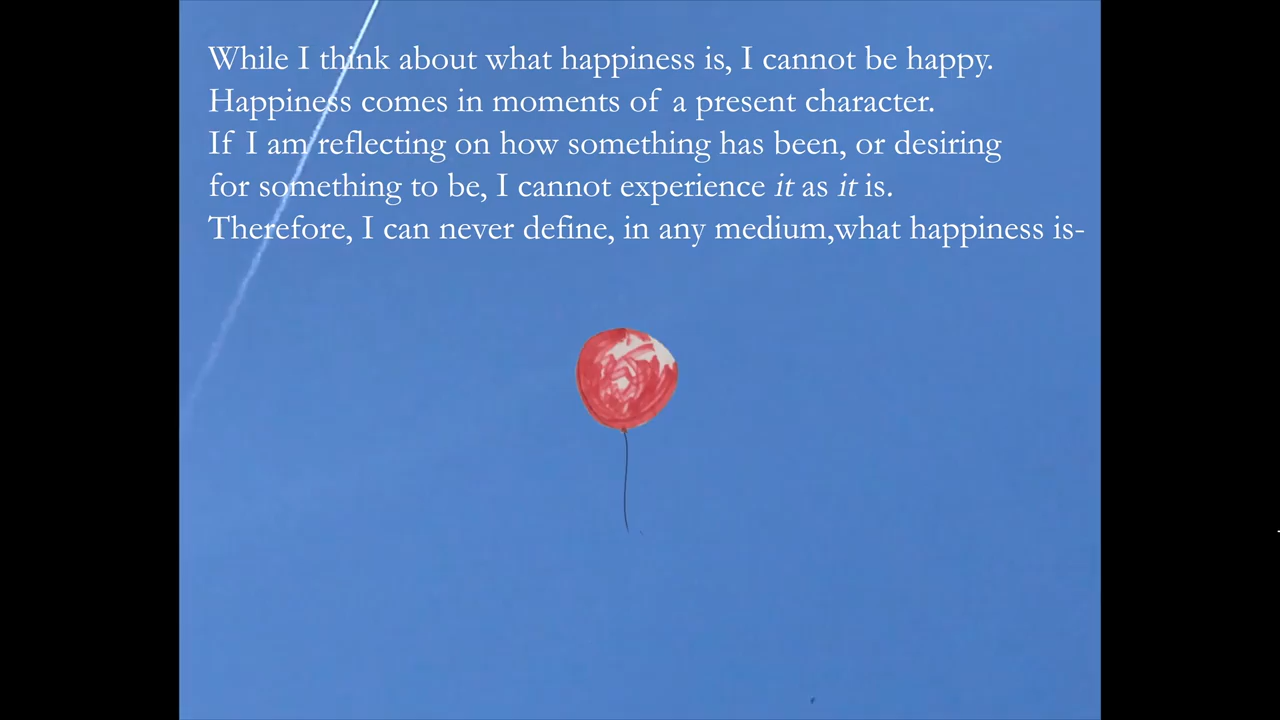 While I think about what happiness is, I cannot be happy.
Happiness comes in moments of a present character.
If I am reflecting on how something has been, or desiring
for something to be, I cannot experience it as it is.
Therefore, I can never define, in any medium,what happiness is-